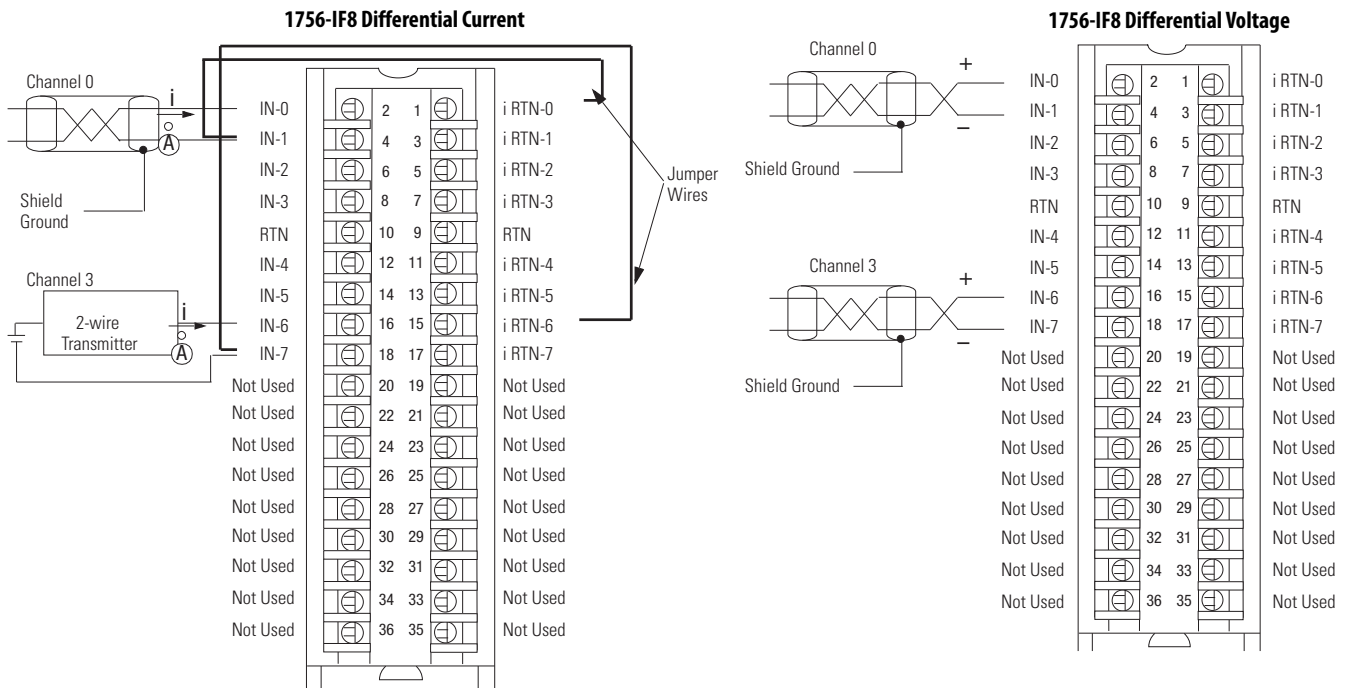 1756-IF8 Differential Current
Channel 0
i
A
Shield
Ground
Channel 3
2-wire
Transmitter
i
A
Jumper
Wires
IN-0 2 1 i RTN-0
IN-1 4 3 i RTN-1
IN-2 6 5 i RTN-2
IN-3 8 7 i RTN-3
RTN 10 9 RTN
IN-4 12 11 i RTN-4
IN-5 14 13 i RTN-5
IN-6 16 15 i RTN-6
IN-7 18 17 i RTN-7
Not Used 20 19 Not Used
Not Used 22 21 Not Used
Not Used 24 23 Not Used
Not Used 26 25 Not Used
Not Used 28 27 Not Used
Not Used 30 29 Not Used
Not Used 32 31 Not Used
Not Used 34 33 Not Used
Not Used 36 35 Not Used
1756-IF8 Differential Voltage
Channel 0
+
–
Shield Ground
Channel 3
+
–
Shield Ground
IN-0 2 1 i RTN-0
IN-1 4 3 i RTN-1
IN-2 6 5 i RTN-2
IN-3 8 7 i RTN-3
RTN 10 9 RTN
IN-4 12 11 i RTN-4
IN-5 14 13 i RTN-5
IN-6 16 15 i RTN-6
IN-7 18 17 i RTN-7
Not Used 20 19 Not Used
Not Used 22 21 Not Used
Not Used 24 23 Not Used
Not Used 26 25 Not Used
Not Used 28 27 Not Used
Not Used 30 29 Not Used
Not Used 32 31 Not Used
Not Used 34 33 Not Used
Not Used 36 35 Not Used